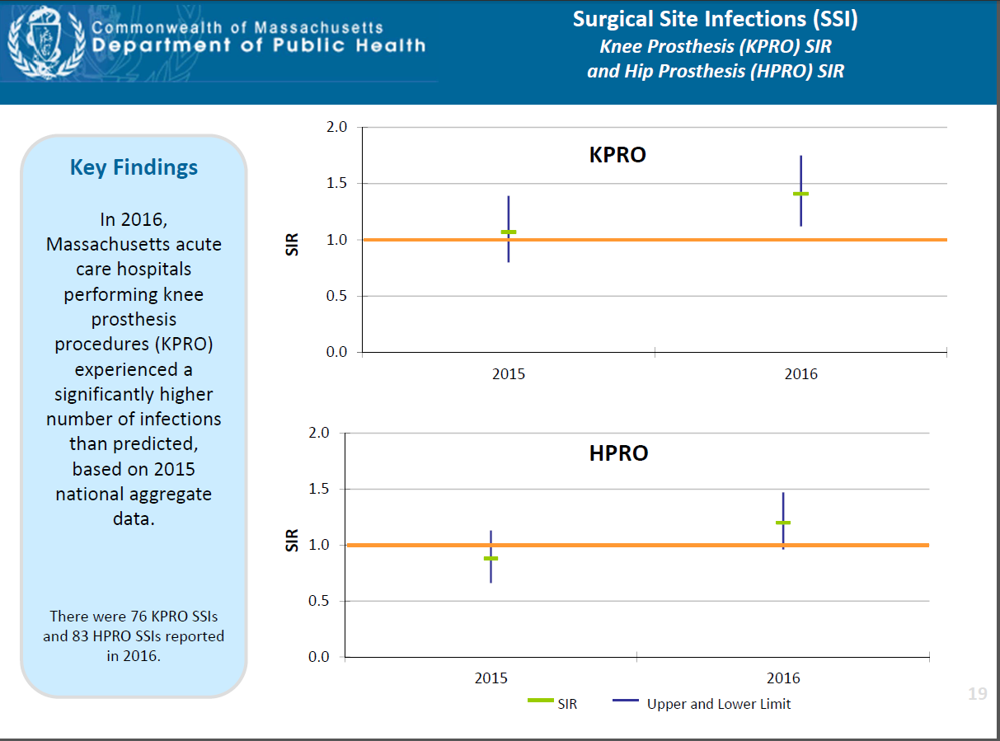 Commonwealth of Massachusetts
Department of Public Health
Surgical Site Infections (SSI)
Knee Prosthesis (KPRO) SIR
and Hip Prosthesis (HPRO) SIR
Key Findings
In 2016,
Massachusetts acute
care hospitals
performing knee
prosthesis
procedures (KPRO)
experienced a
significantly higher
number of infections
than predicted,
based on 2015
national aggregate
data.
There were 76 KPRO SSIs
and 83 HPRO SSIs reported
in 2016.
KPRO
SIR
2.0
1.5
1.0
0.5
0.0
2015 2016
HPRO
SIR
2.0
1.5
1.0
0.5
0.0
2015 2016
SIR Upper and Lower Limit
19